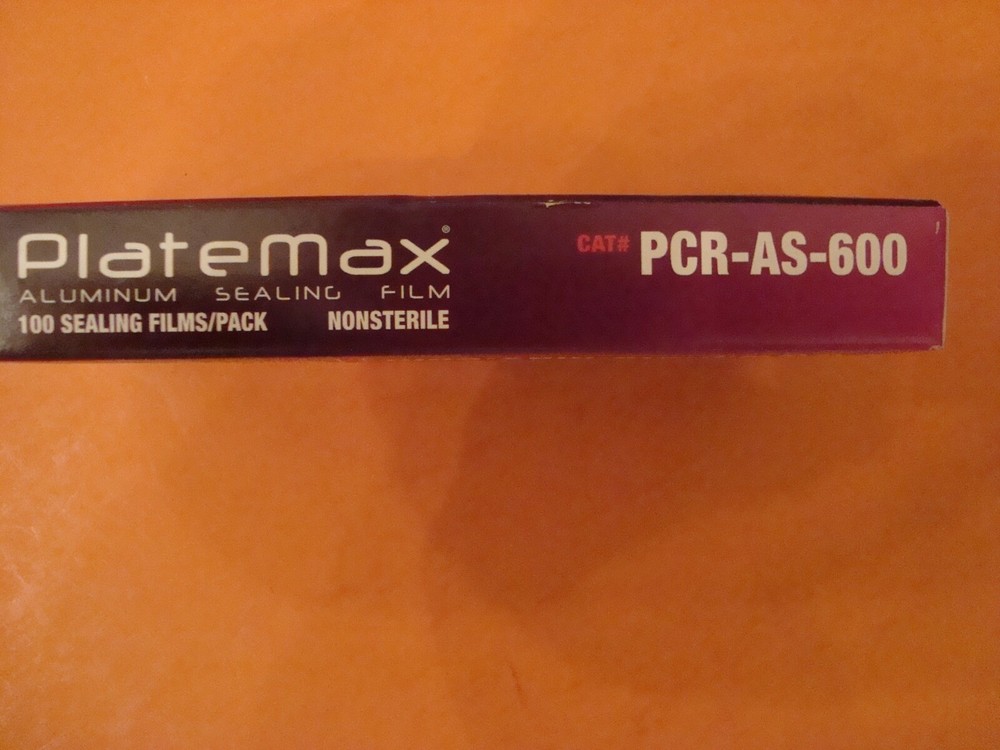 PlateMax®
ALUMINUM SEALING FILM
100 SEALING FILMS/PACK NONSTERILE
CAT# PCR-AS-600